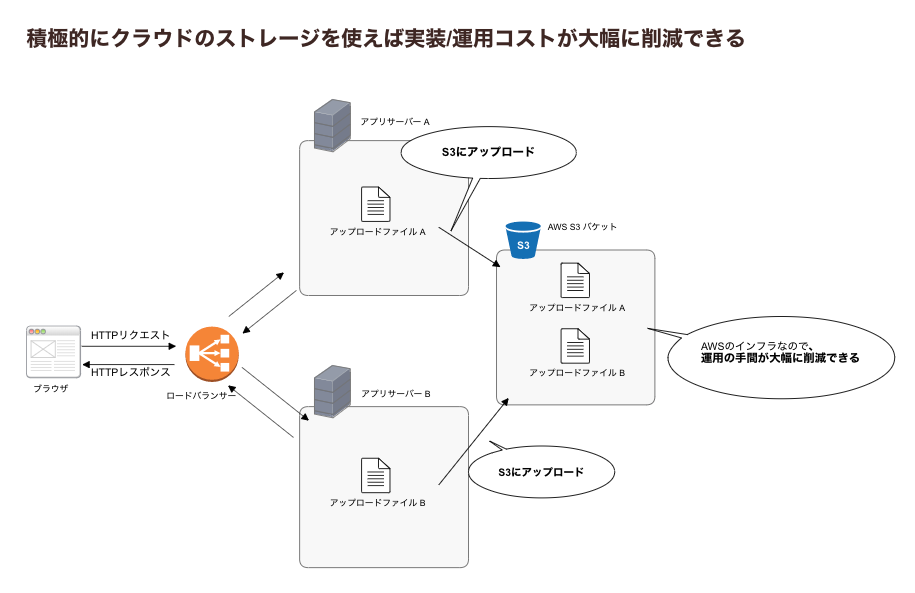 積極的にクラウドのストレージを使えば実装/運用コストが大幅に削減できる
アプリサーバー A
S3にアップロード
アップロードファイル A
AWS S3 バケット
S3
アップロードファイル A
HTTPリクエスト
HTTPレスポンス
ブラウザ
ロードバランサー
アップロードファイル B
AWSのインフラなので、
運用の手間が大幅に削減できる
アプリサーバー B
S3にアップロード
アップロードファイル B